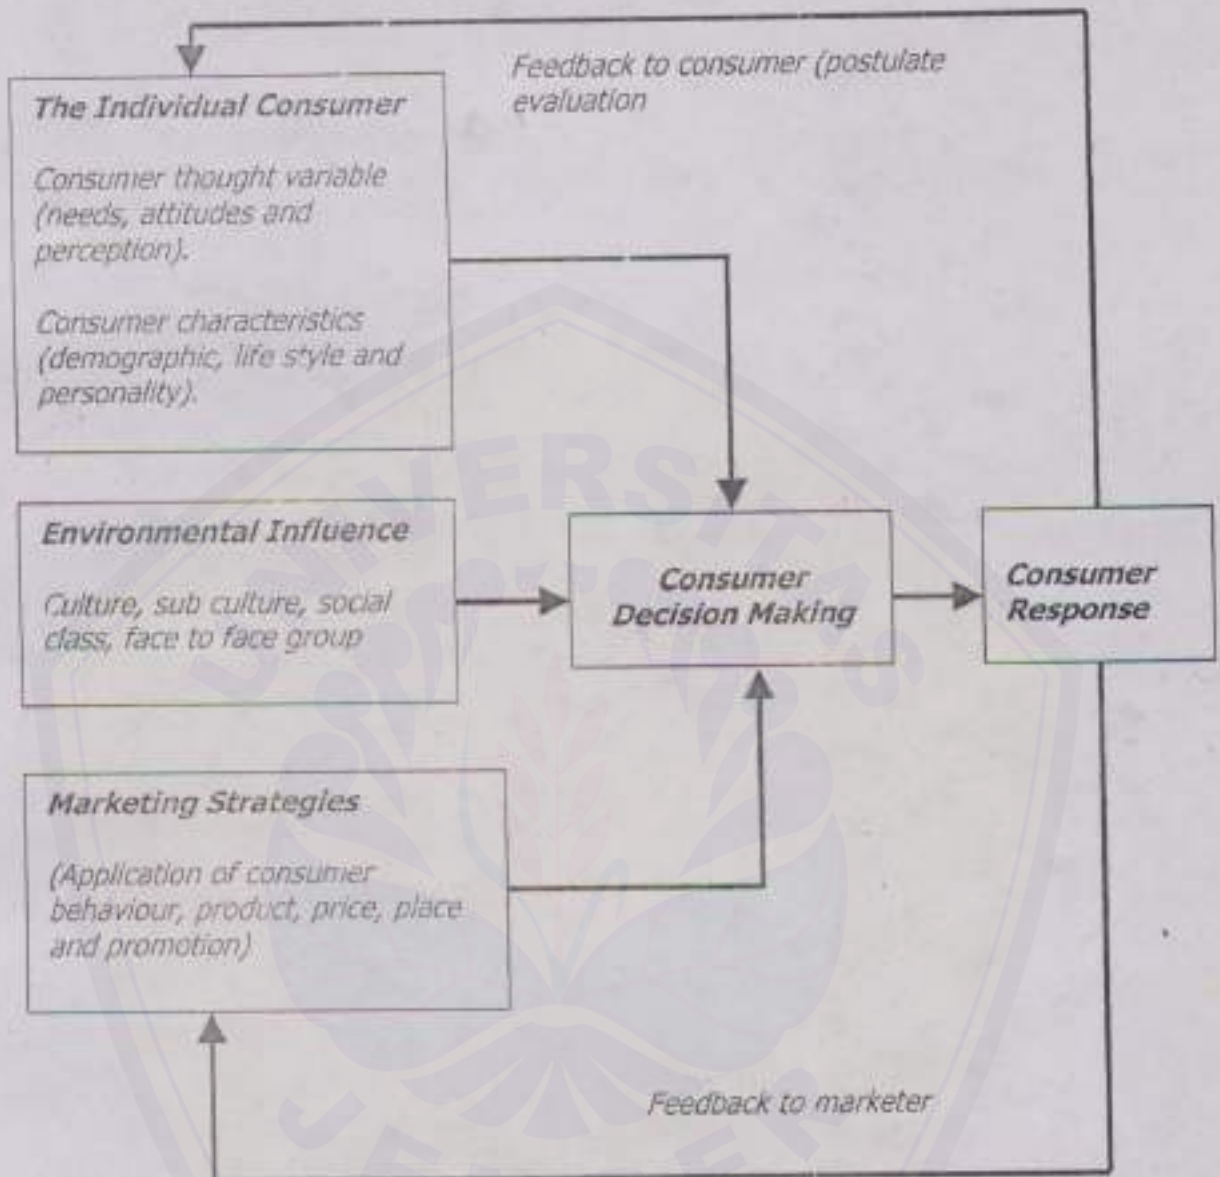 Feedback to consumer (postulate
evaluation
The Individual Consumer
Consumer thought variable
(needs, attitudes and
perception).
Consumer characteristics
(demographic, life style and
personality).
Environmental Influence
Culture, sub culture, social
class, face to face group
Consumer
Decision Making
Consumer
Response
Marketing Strategies
(Application of consumer
behaviour, product, price, place
and promotion)
Feedback to marketer
UNIVERSITAS
JEMBER